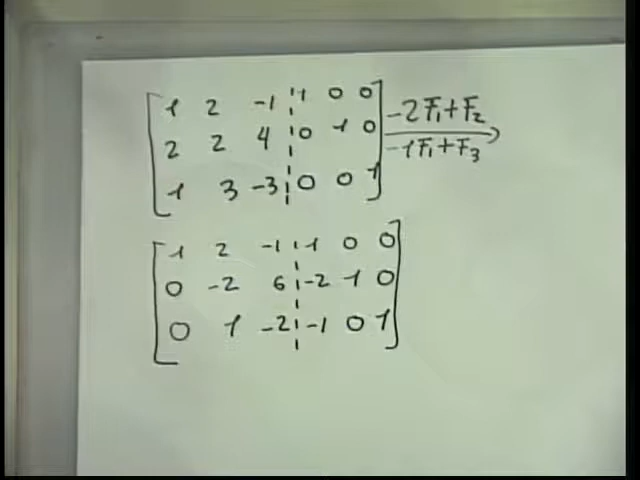 1 2 -1 1 0 0 -2F₁+F₂
2 2 4 0 1 0 -1F₁+F₃
1 3 -3 0 0 1
1 2 -1 1 0 0
0 -2 6 -2 1 0
0 1 -2 -1 0 1